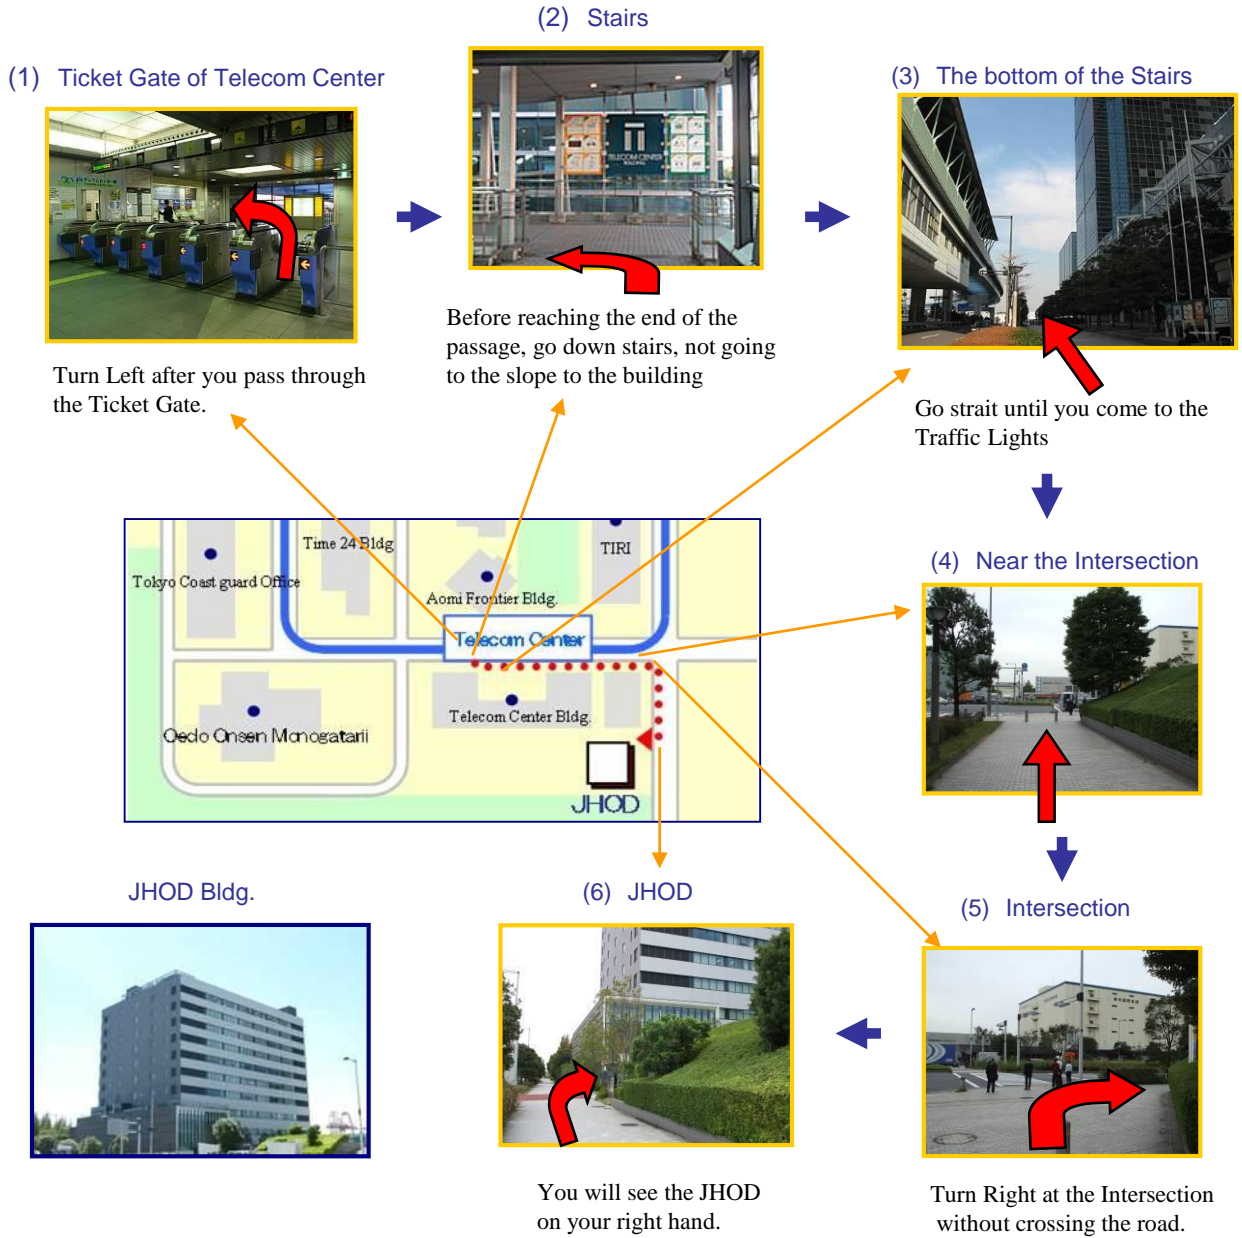 (2) Stairs
(1) Ticket Gate of Telecom Center
(3) The bottom of the Stairs
TELECOM CENTER
BUILDING
Before reaching the end of the
passage, go down stairs, not going
to the slope to the building
Turn Left after you pass through
the Ticket Gate.
Go strait until you come to the
Traffic Lights
Time 24 Bldg
TIRI
Tokyo Coast guard Office
Aomi Frontier Bldg.
Telecom Center
Telecom Center Bldg.
Oedo Onsen Monogatarii
JHOD
(4) Near the Intersection
JHOD Bldg.
(6) JHOD
(5) Intersection
You will see the JHOD
on your right hand.
Turn Right at the Intersection
without crossing the road.